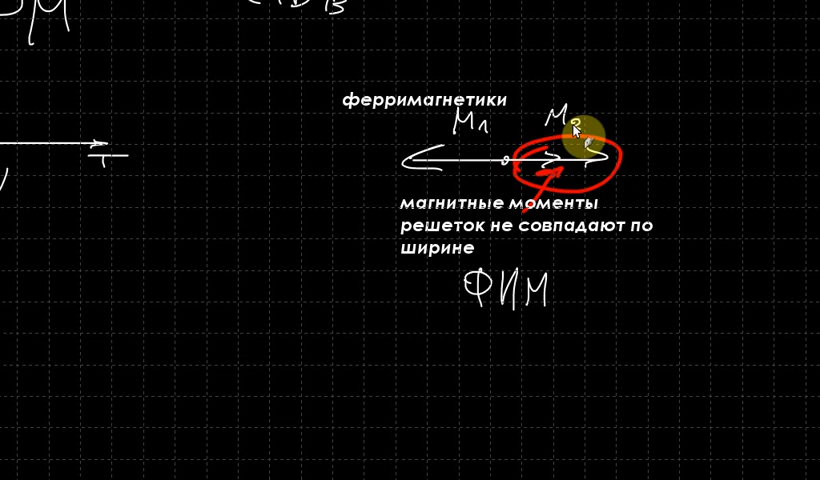 ферримагнетики
M₁ M₂
T
магнитные моменты
решеток не совпадают по
ширине
ФИМ